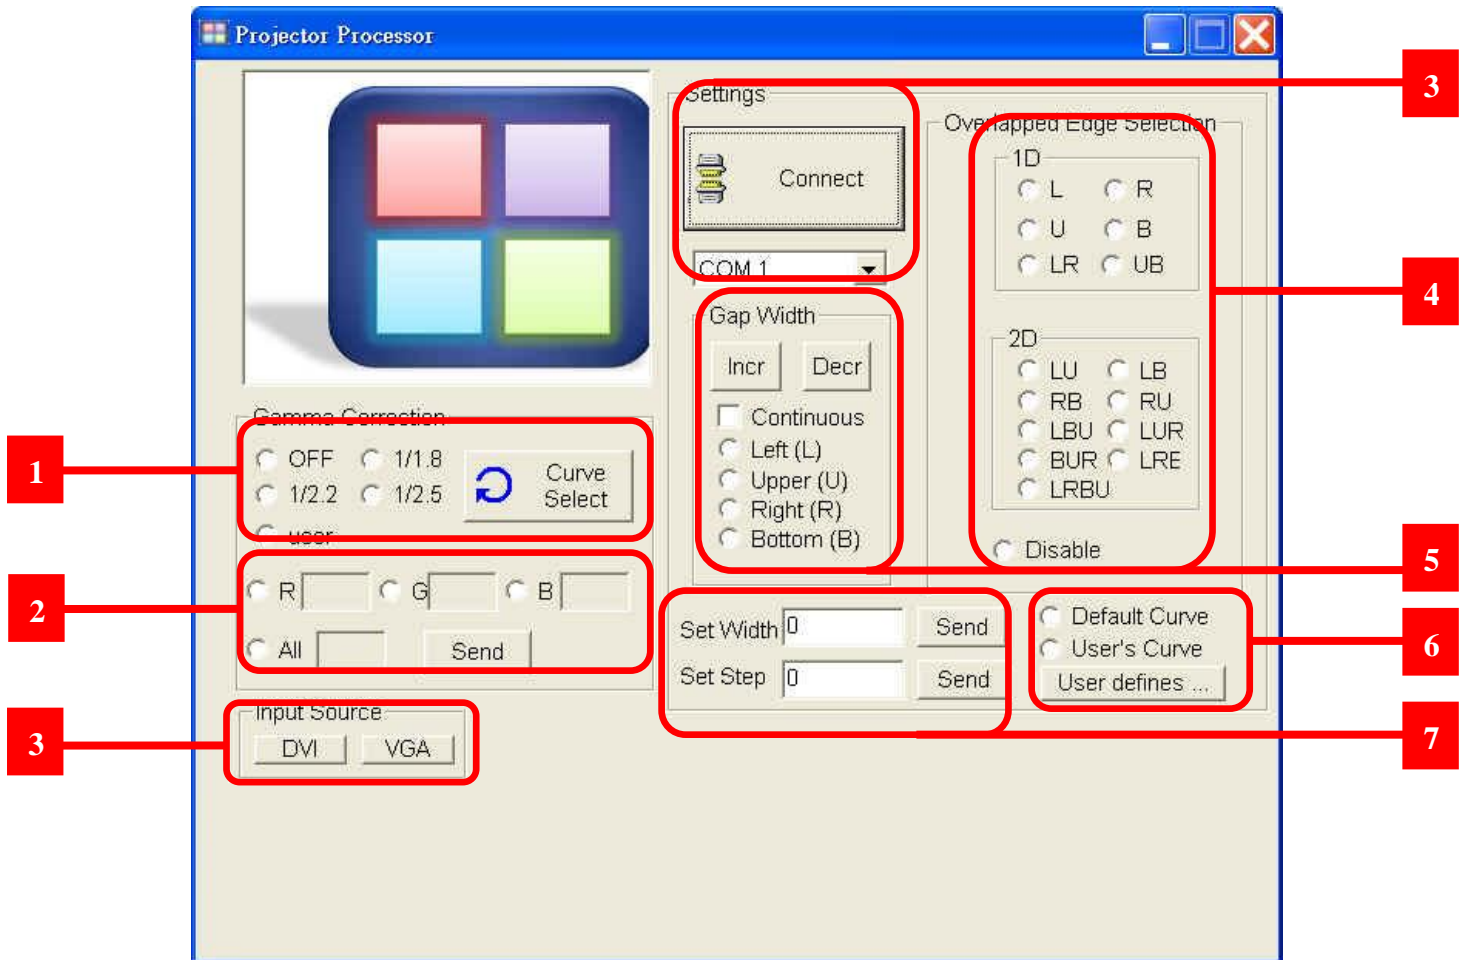 Projector Processor
Settings
3
Connect
COM 1
Overlapped Edge Selection
1D
L R
U B
LR UB
4
Gap Width
Incr Decr
Continuous
Left (L)
Upper (U)
Right (R)
Bottom (B)
2D
LU LB
RB RU
LBU LUR
BUR LRE
LRBU
Disable
5
Gamma Correction
1
OFF 1/1.8
1/2.2 1/2.5
Curve
Select
user
2
R G B
All Send
Set Width 0 Send
Set Step 0 Send
Default Curve
User's Curve
User defines ...
6
7
Input Source
3
DVI VGA